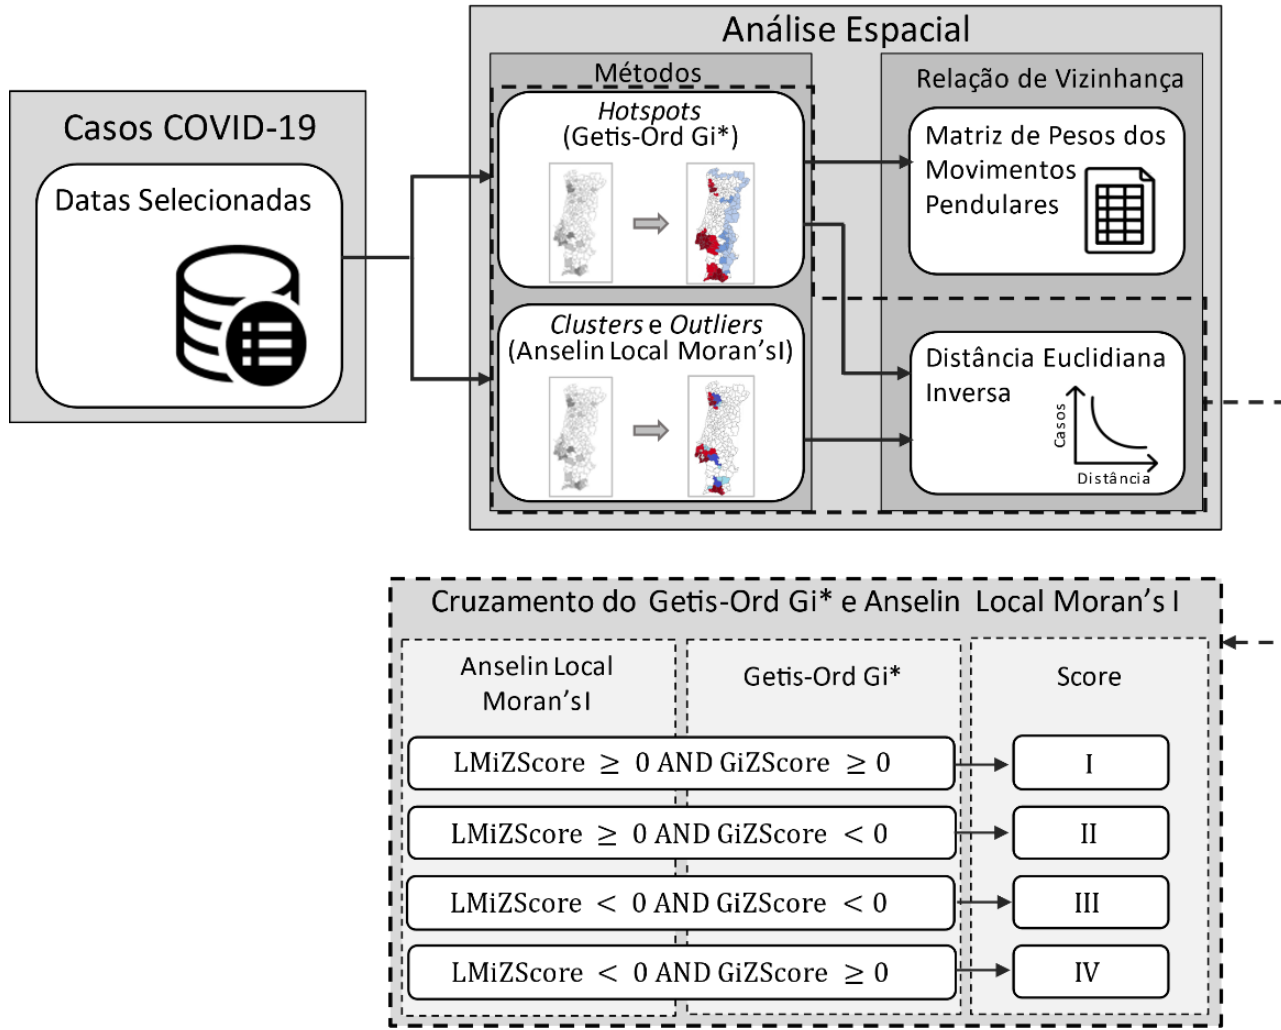 Análise Espacial
Métodos
Relação de Vizinhança
Casos COVID-19
Datas Selecionadas
Hotspots
(Getis-Ord Gi*)
Matriz de Pesos dos
Movimentos
Pendulares
Clusters e Outliers
(Anselin Local Moran’sI)
Distância Euclidiana
Inversa
Casos
Distância
Cruzamento do Getis-Ord Gi* e Anselin Local Moran’s I
Anselin Local
Moran’sI
Getis-Ord Gi*
Score
LMiZScore ≥ 0 AND GiZScore ≥ 0
I
LMiZScore ≥ 0 AND GiZScore < 0
II
LMiZScore < 0 AND GiZScore < 0
III
LMiZScore < 0 AND GiZScore ≥ 0
IV